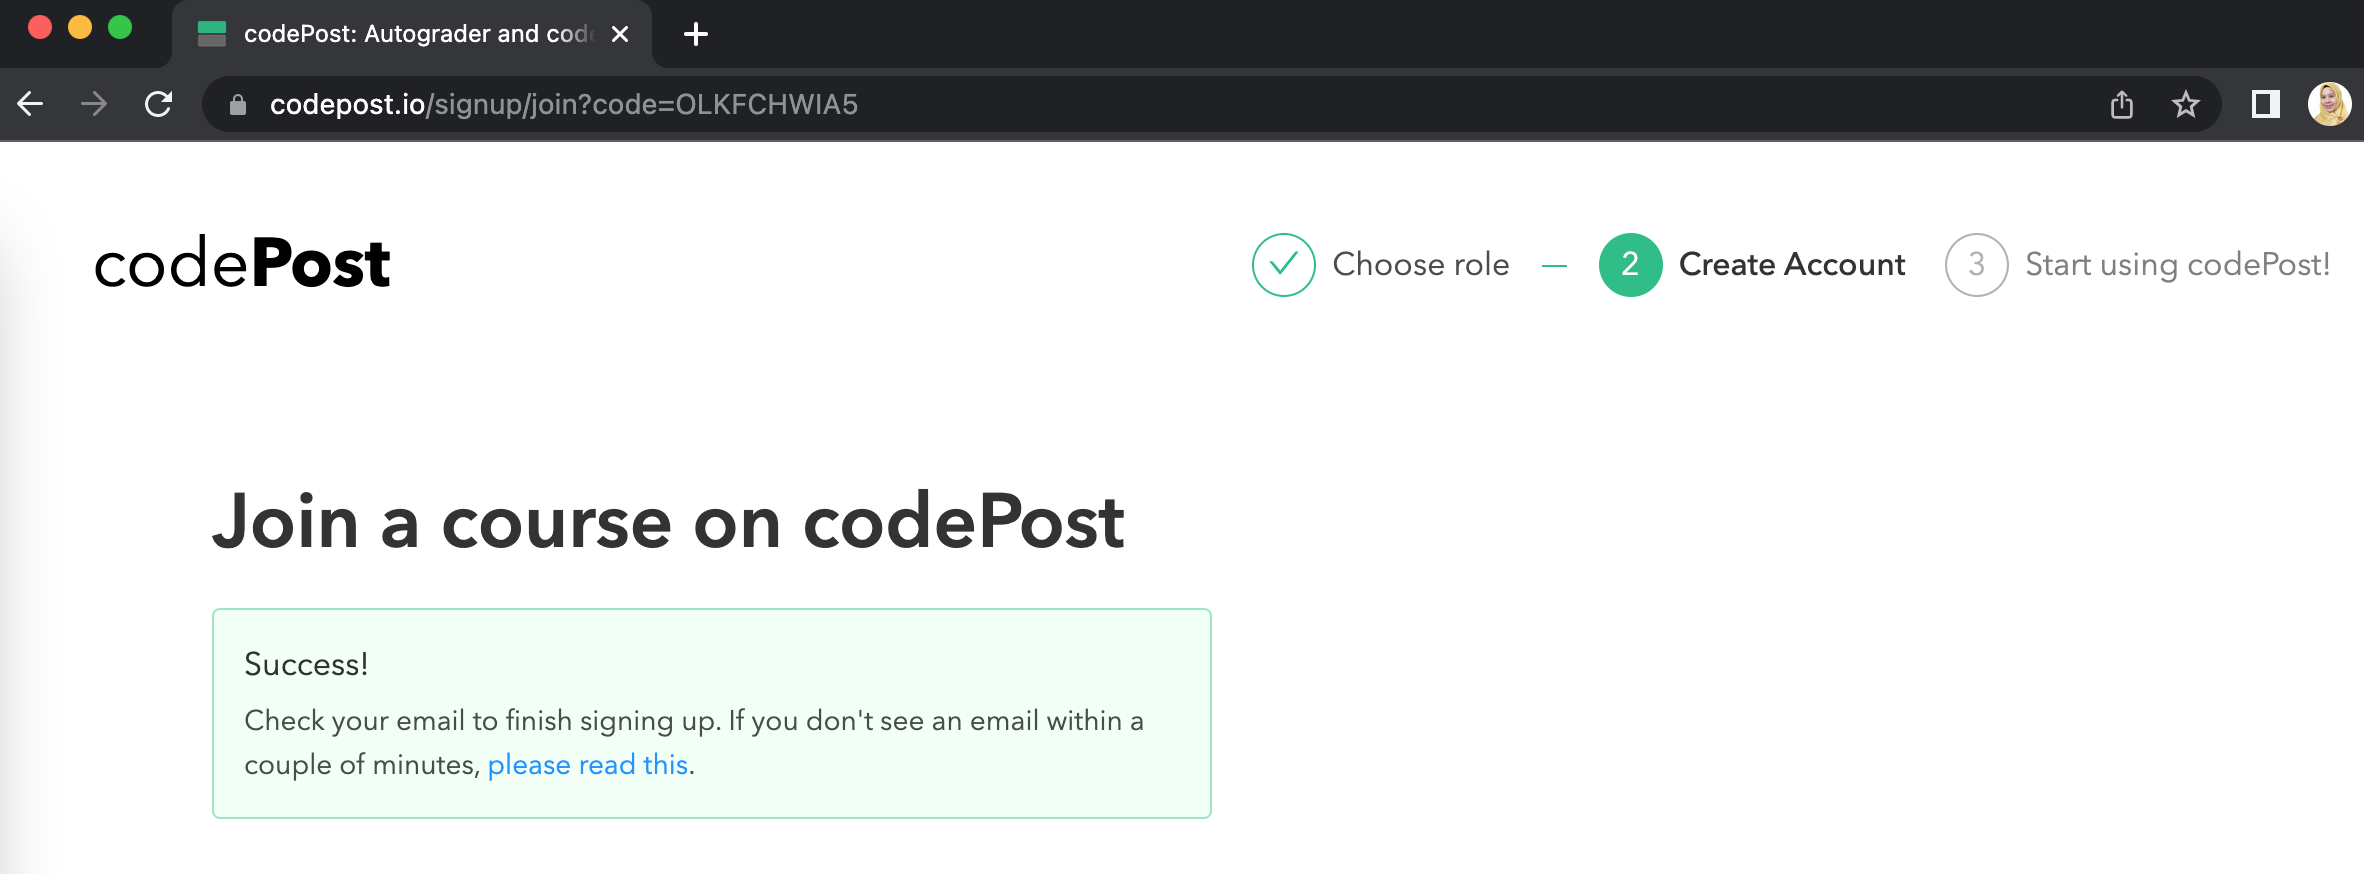 codePost: Autograder and cod
codepost.io/signup/join?code=OLKFCHWIA5
codePost
Choose role
2 Create Account
3 Start using codePost!
Join a course on codePost
Success!
Check your email to finish signing up. If you don't see an email within a
couple of minutes, please read this.